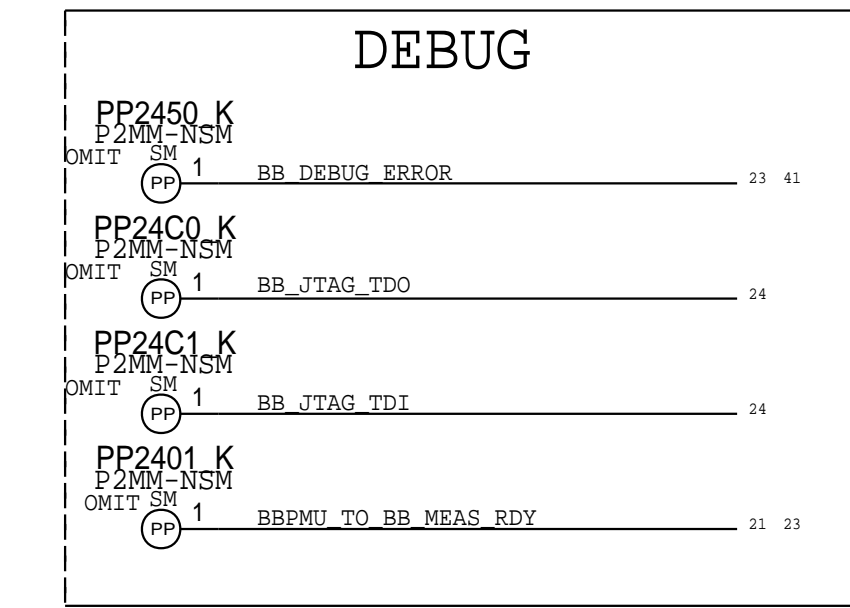 DEBUG
PP2450_K
P2MM-NSM
OMIT SM
PP 1 BB_DEBUG_ERROR 23 41
PP24C0_K
P2MM-NSM
OMIT SM
PP 1 BB_JTAG_TDO 24
PP24C1_K
P2MM-NSM
OMIT SM
PP 1 BB_JTAG_TDI 24
PP2401_K
P2MM-NSM
OMIT SM
PP 1 BBPMU_TO_BB_MEAS_RDY 21 23